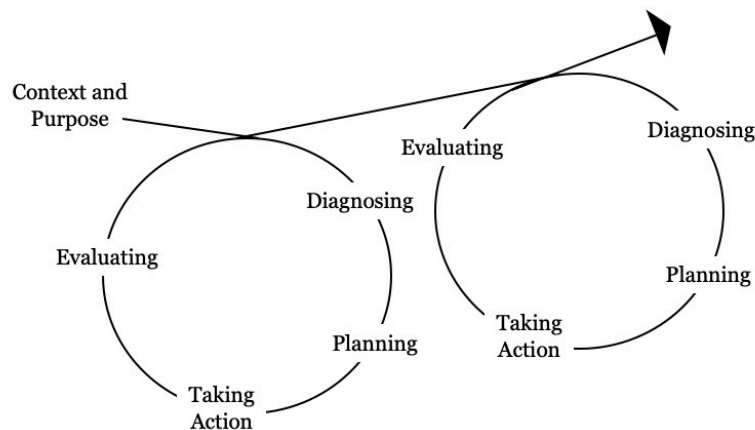 Context and
Purpose
Diagnosing
Planning
Taking
Action
Evaluating
Diagnosing
Planning
Taking
Action
Evaluating